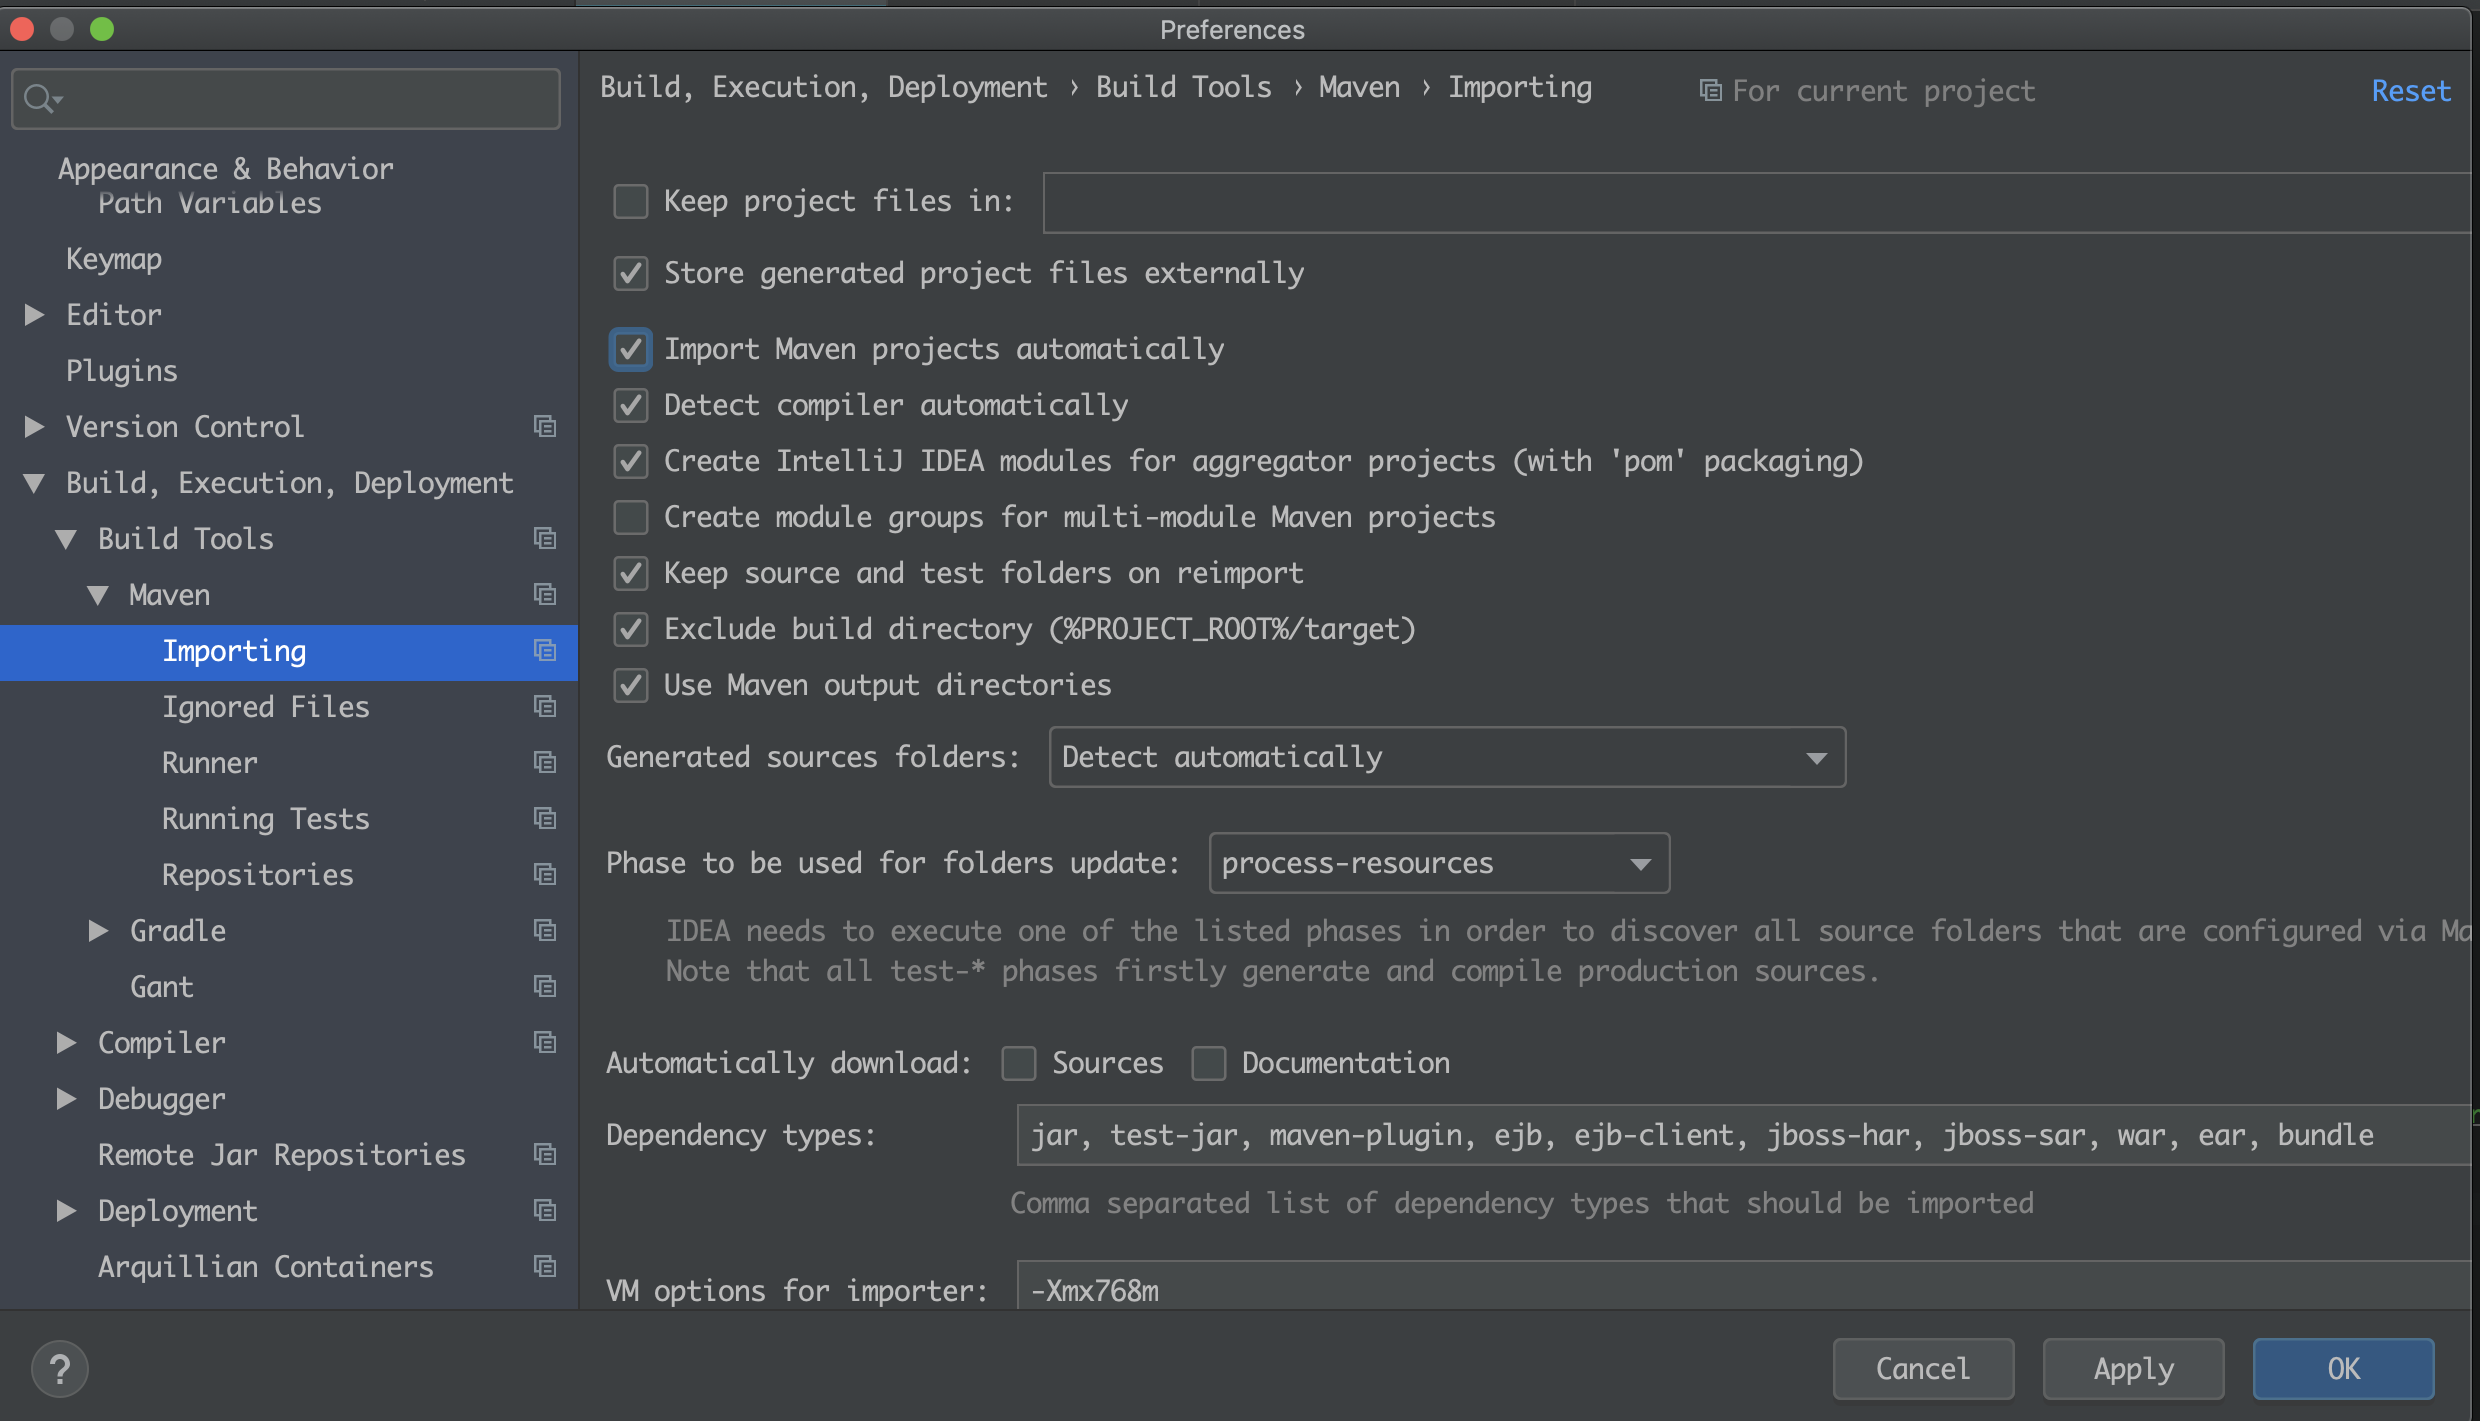 Preferences
Build, Execution, Deployment › Build Tools › Maven › Importing
For current project
Reset
Appearance & Behavior
Path Variables
Keymap
Editor
Plugins
Version Control
Build, Execution, Deployment
Build Tools
Maven
Importing
Ignored Files
Runner
Running Tests
Repositories
Gradle
Gant
Compiler
Debugger
Remote Jar Repositories
Deployment
Arquillian Containers
Keep project files in:
Store generated project files externally
Import Maven projects automatically
Detect compiler automatically
Create IntelliJ IDEA modules for aggregator projects (with 'pom' packaging)
Create module groups for multi-module Maven projects
Keep source and test folders on reimport
Exclude build directory (%PROJECT_ROOT%/target)
Use Maven output directories
Generated sources folders: Detect automatically
Phase to be used for folders update: process-resources
IDEA needs to execute one of the listed phases in order to discover all source folders that are configured via Ma
Note that all test-* phases firstly generate and compile production sources.
Automatically download: Sources Documentation
Dependency types: jar, test-jar, maven-plugin, ejb, ejb-client, jboss-har, jboss-sar, war, ear, bundle
Comma separated list of dependency types that should be imported
VM options for importer: -Xmx768m
?
Cancel
Apply
OK